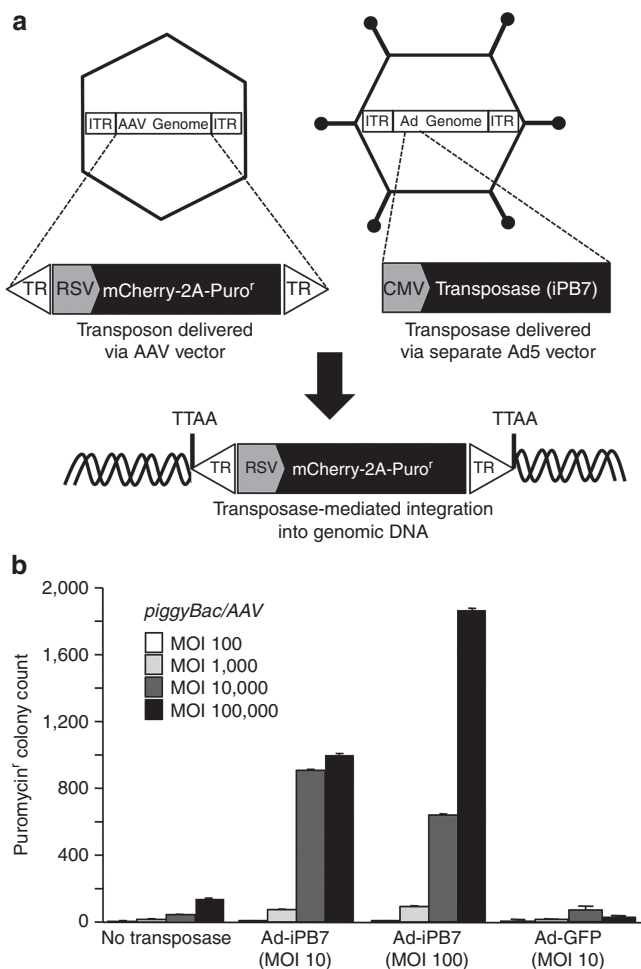 a
ITR AAV Genome ITR
ITR Ad Genome ITR
TR RSV mCherry-2A-Puroʳ TR
CMV Transposase (iPB7)
Transposon delivered
via AAV vector
Transposase delivered
via separate Ad5 vector
TTAA TTAA
TR RSV mCherry-2A-Puroʳ TR
Transposase-mediated integration
into genomic DNA
b
Puromycinʳ colony count
2,000
1,600
1,200
800
400
0
piggyBac/AAV
MOI 100
MOI 1,000
MOI 10,000
MOI 100,000
No transposase
Ad-iPB7
(MOI 10)
Ad-iPB7
(MOI 100)
Ad-GFP
(MOI 10)